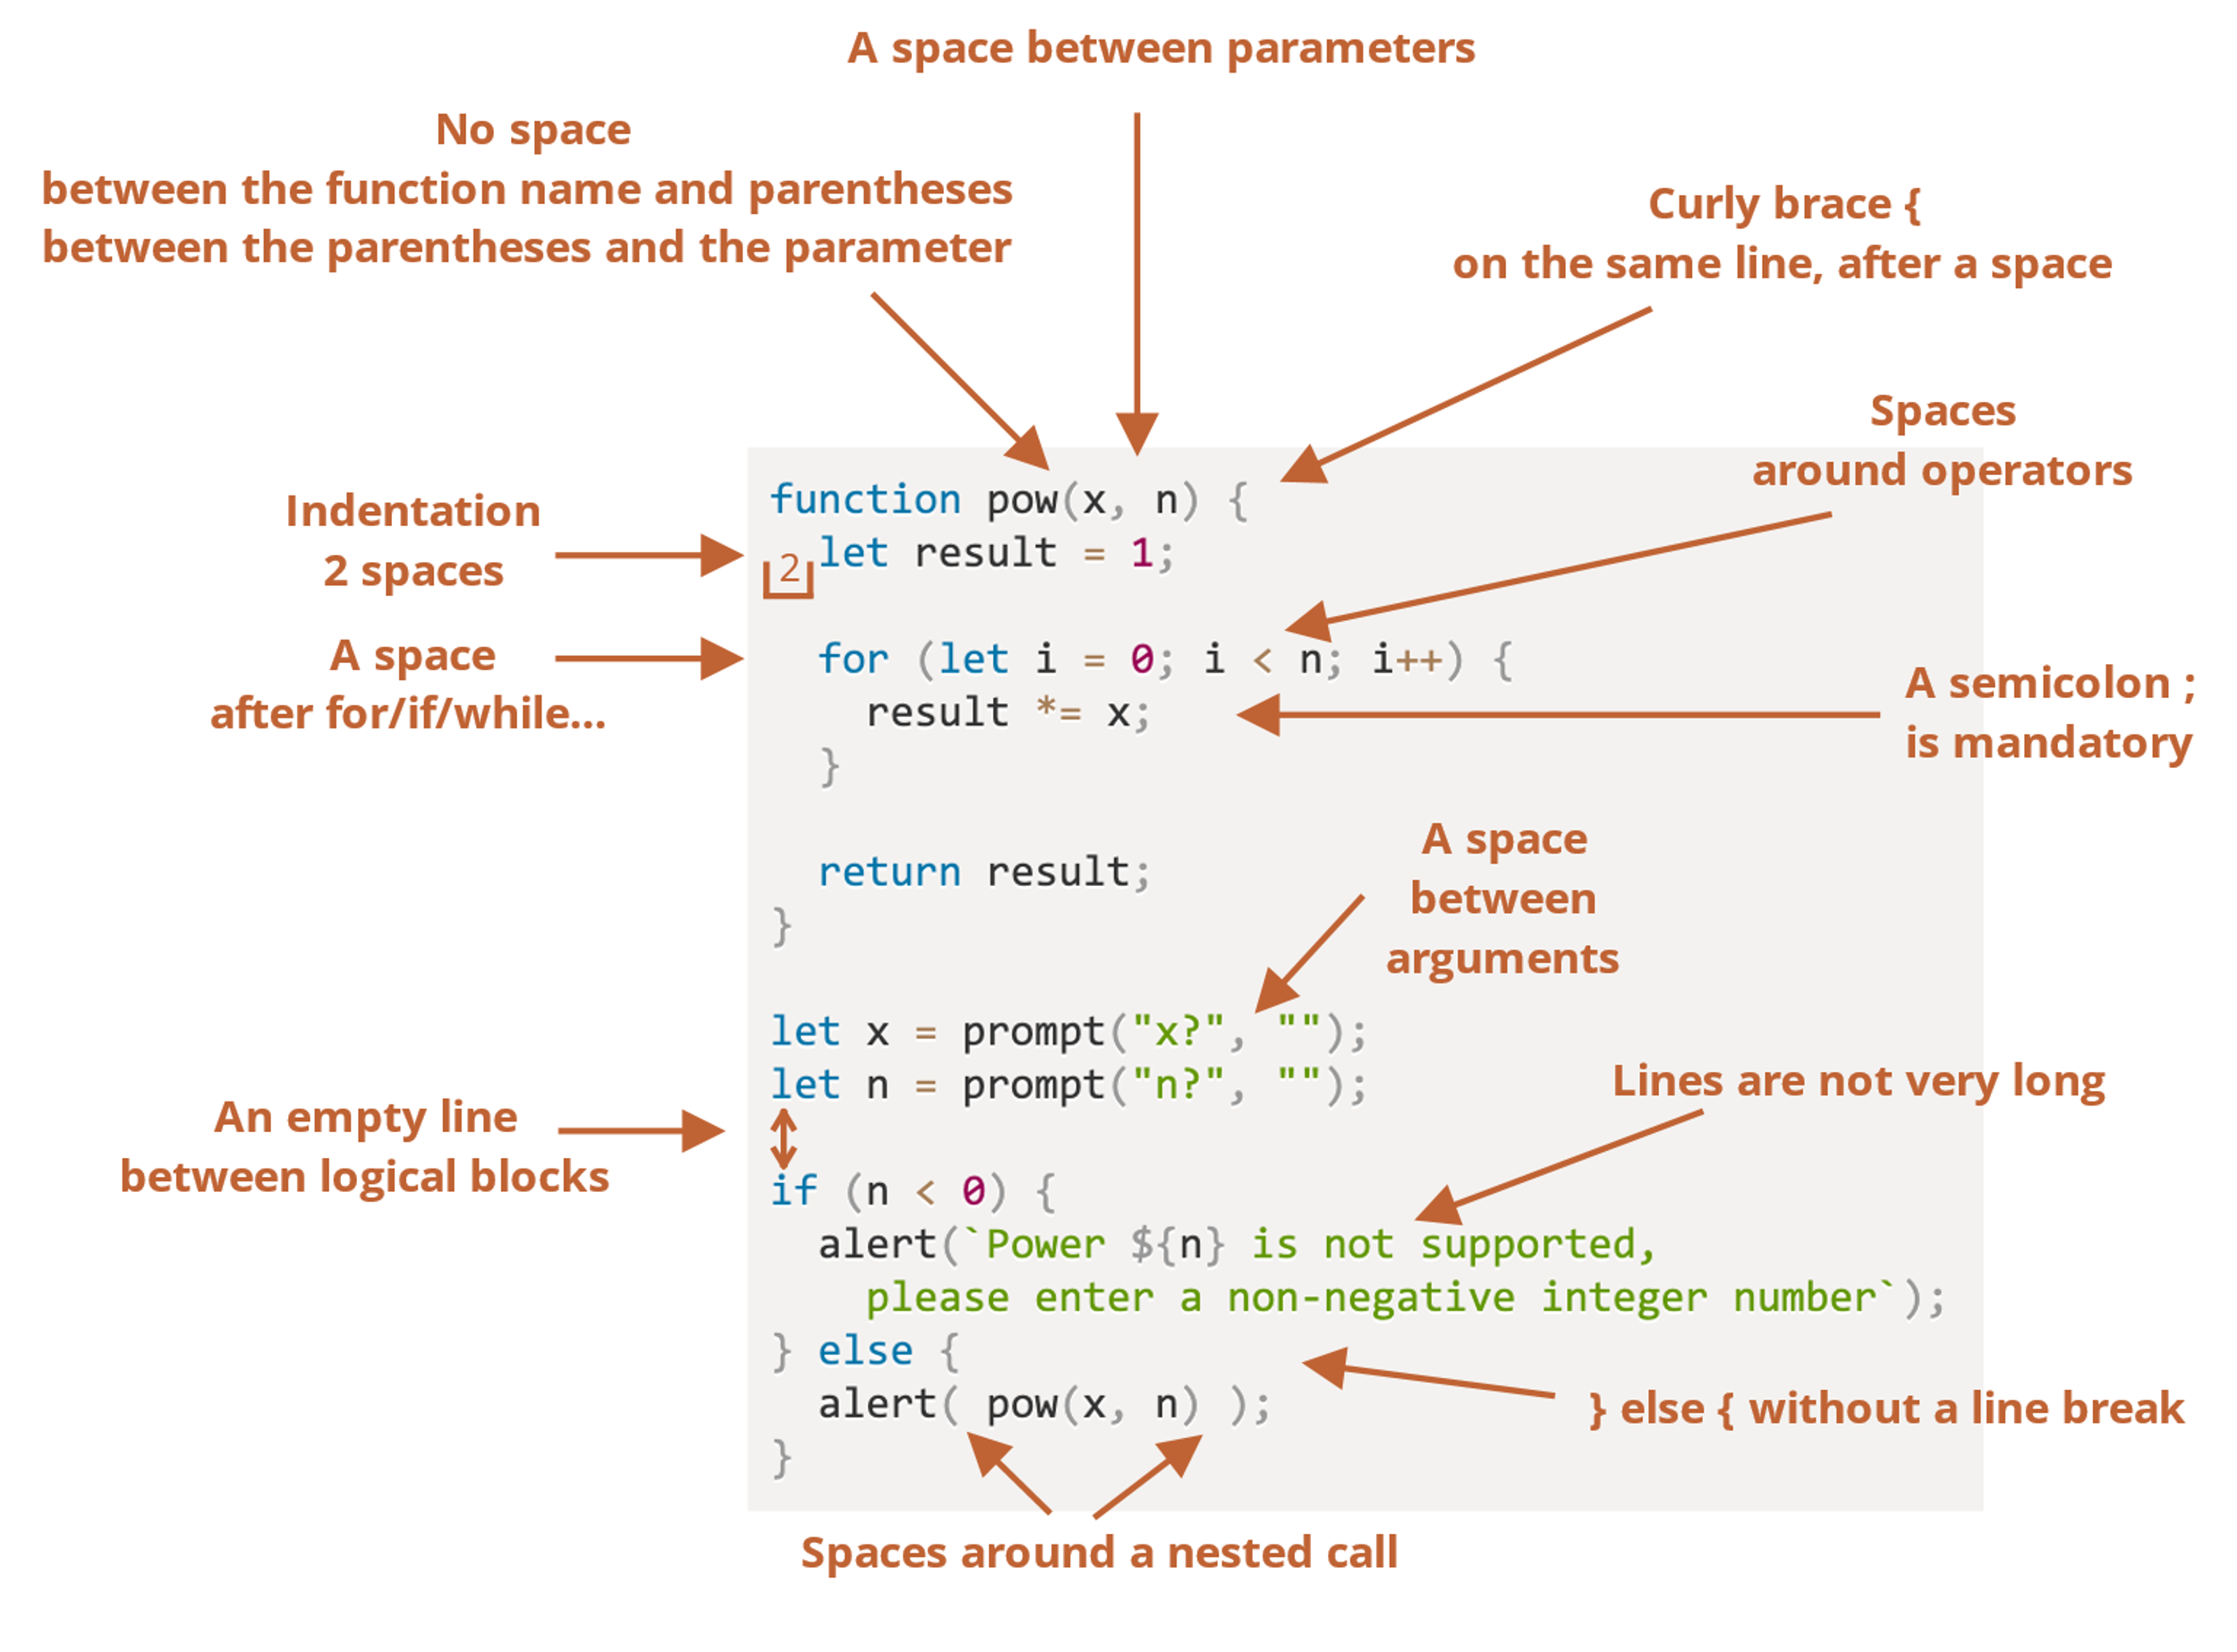 A space between parameters
No space
between the function name and parentheses
between the parentheses and the parameter
Curly brace {
on the same line, after a space
Spaces
around operators
Indentation
2 spaces
A space
after for/if/while...
function pow(x, n) {
2
  let result = 1;

  for (let i = 0; i < n; i++) {
    result *= x;
  }
A semicolon ;
is mandatory

  return result;
}
A space
between
arguments

let x = prompt("x?", "");
let n = prompt("n?", "");
An empty line
between logical blocks
Lines are not very long

if (n < 0) {
  alert(`Power ${n} is not supported,
    please enter a non-negative integer number`);
} else {
  alert( pow(x, n) );
}
} else { without a line break
Spaces around a nested call